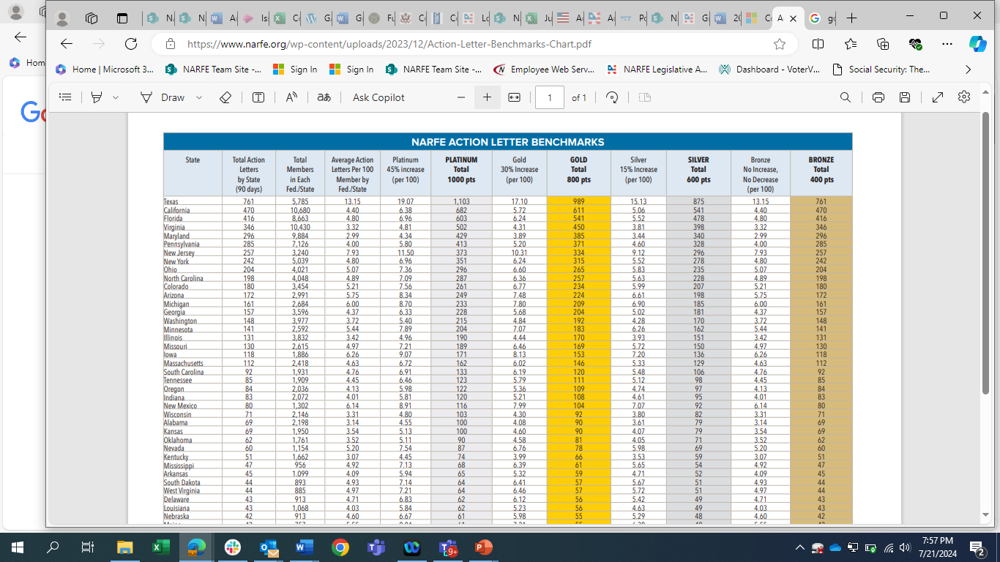 https://www.narfe.org/wp-content/uploads/2023/12/Action-Letter-Benchmarks-Chart.pdf
Hom
Home | Microsoft 3... NARFE Team Site -... Sign In Sign In NARFE Team Site -... Employee Web Serv... NARFE Legislative A... Dashboard - VoterV... Social Security: The...
Draw Ask Copilot 1 of 1
NARFE ACTION LETTER BENCHMARKS
State Total Action Letters by State (90 days) Total Members in Each Fed./State Average Action Letters Per 100 Member by Fed./State Platinum 45% increase (per 100) PLATINUM Total 1000 pts Gold 30% Increase (per 100) GOLD Total 800 pts Silver 15% Increase (per 100) SILVER Total 600 pts Bronze No Increase, No Decrease (per 100) BRONZE Total 400 pts
Texas 761 5,785 13.15 19.07 1,103 17.10 989 15.13 875 13.15 761
California 470 10,680 4.40 6.38 682 5.72 611 5.06 541 4.40 470
Florida 416 8,663 4.80 6.96 603 6.24 541 5.52 478 4.80 416
Virginia 346 10,430 3.32 4.81 502 4.31 450 3.81 398 3.32 346
Maryland 296 9,884 2.99 4.34 429 3.89 385 3.44 340 2.99 296
Pennsylvania 285 7,126 4.00 5.80 413 5.20 371 4.60 328 4.00 285
New Jersey 257 3,240 7.93 11.50 373 10.31 334 9.12 296 7.93 257
New York 242 5,039 4.80 6.96 351 6.24 315 5.52 278 4.80 242
Ohio 204 4,021 5.07 7.36 296 6.60 265 5.83 235 5.07 204
North Carolina 198 4,048 4.89 7.09 287 6.36 257 5.63 228 4.89 198
Colorado 180 3,454 5.21 7.56 261 6.77 234 5.99 207 5.21 180
Arizona 172 2,991 5.75 8.34 249 7.48 224 6.61 198 5.75 172
Michigan 161 2,684 6.00 8.70 233 7.80 209 6.90 185 6.00 161
Georgia 157 3,596 4.37 6.33 228 5.68 204 5.02 181 4.37 157
Washington 148 3,977 3.72 5.40 215 4.84 192 4.28 170 3.72 148
Minnesota 141 2,592 5.44 7.89 204 7.07 183 6.26 162 5.44 141
Illinois 131 3,832 3.42 4.96 190 4.44 170 3.93 151 3.42 131
Missouri 130 2,615 4.97 7.21 189 6.46 169 5.72 150 4.97 130
Iowa 118 1,886 6.26 9.07 171 8.13 153 7.20 136 6.26 118
Massachusetts 112 2,418 4.63 6.72 162 6.02 146 5.33 129 4.63 112
South Carolina 92 1,931 4.76 6.91 133 6.19 120 5.48 106 4.76 92
Tennessee 85 1,909 4.45 6.46 123 5.79 111 5.12 98 4.45 85
Oregon 84 2,036 4.13 5.98 122 5.36 109 4.74 97 4.13 84
Indiana 83 2,072 4.01 5.81 120 5.21 108 4.61 95 4.01 83
New Mexico 80 1,302 6.14 8.91 116 7.99 104 7.07 92 6.14 80
Wisconsin 71 2,146 3.31 4.80 103 4.30 92 3.80 82 3.31 71
Alabama 69 2,198 3.14 4.55 100 4.08 90 3.61 79 3.14 69
Kansas 69 1,950 3.54 5.13 100 4.60 90 4.07 79 3.54 69
Oklahoma 62 1,761 3.52 5.11 90 4.58 81 4.05 71 3.52 62
Nevada 60 1,154 5.20 7.54 87 6.76 78 5.98 69 5.20 60
Kentucky 51 1,662 3.07 4.45 74 3.99 66 3.53 59 3.07 51
Mississippi 47 956 4.92 7.13 68 6.39 61 5.65 54 4.92 47
Arkansas 45 1,099 4.09 5.94 65 5.32 59 4.71 52 4.09 45
South Dakota 44 893 4.93 7.14 64 6.41 57 5.67 51 4.93 44
West Virginia 44 885 4.97 7.21 64 6.46 57 5.72 51 4.97 44
Delaware 43 913 4.71 6.83 62 6.12 56 5.42 49 4.71 43
Louisiana 43 1,068 4.03 5.84 62 5.23 56 4.63 49 4.03 43
Nebraska 42 913 4.60 6.67 61 5.98 55 5.29 48 4.60 42
7:57 PM
7/21/2024